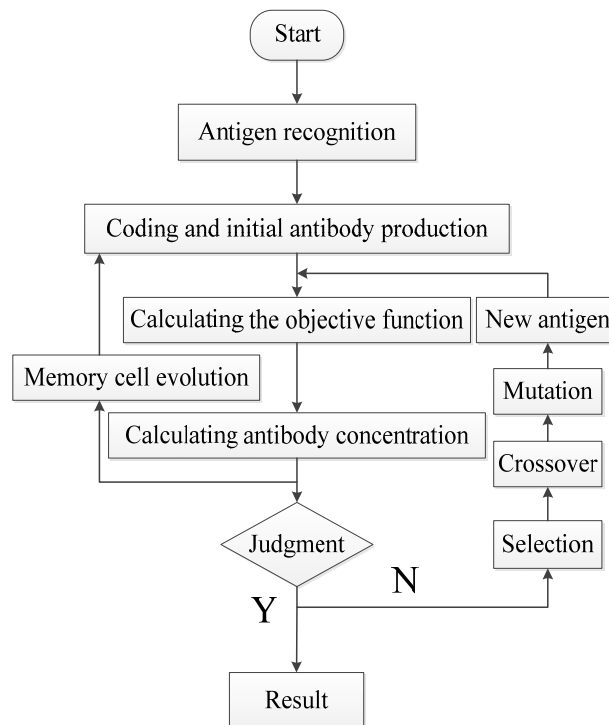 Start
Antigen recognition
Coding and initial antibody production
Calculating the objective function
New antigen
Memory cell evolution
Mutation
Calculating antibody concentration
Crossover
Judgment
Selection
Y
N
Result